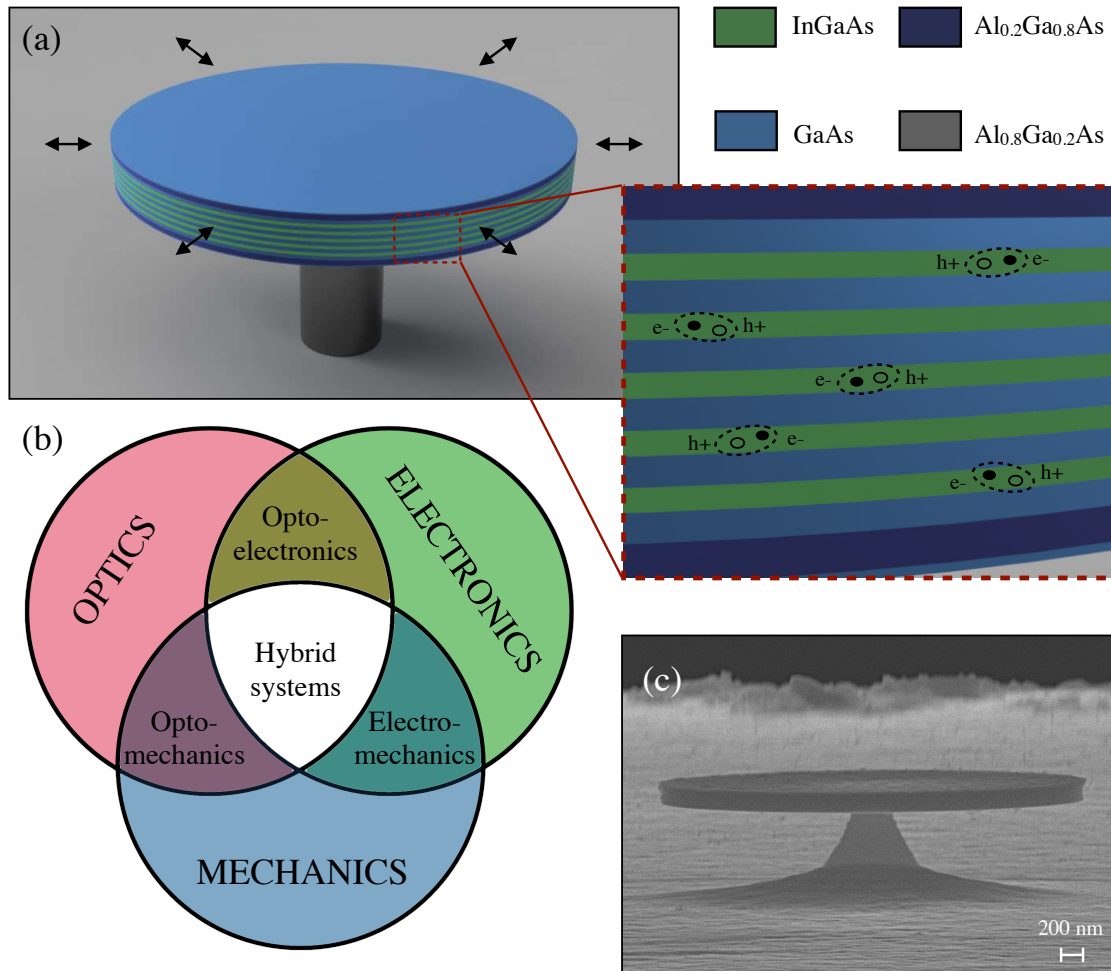 (a)
InGaAs
Al0.2Ga0.8As
GaAs
Al0.8Ga0.2As
h+ e-
e- h+
e- h+
h+ e-
e- h+
(b)
OPTICS
ELECTRONICS
Opto-
electronics
Hybrid
systems
Opto-
mechanics
Electro-
mechanics
MECHANICS
(c)
200 nm